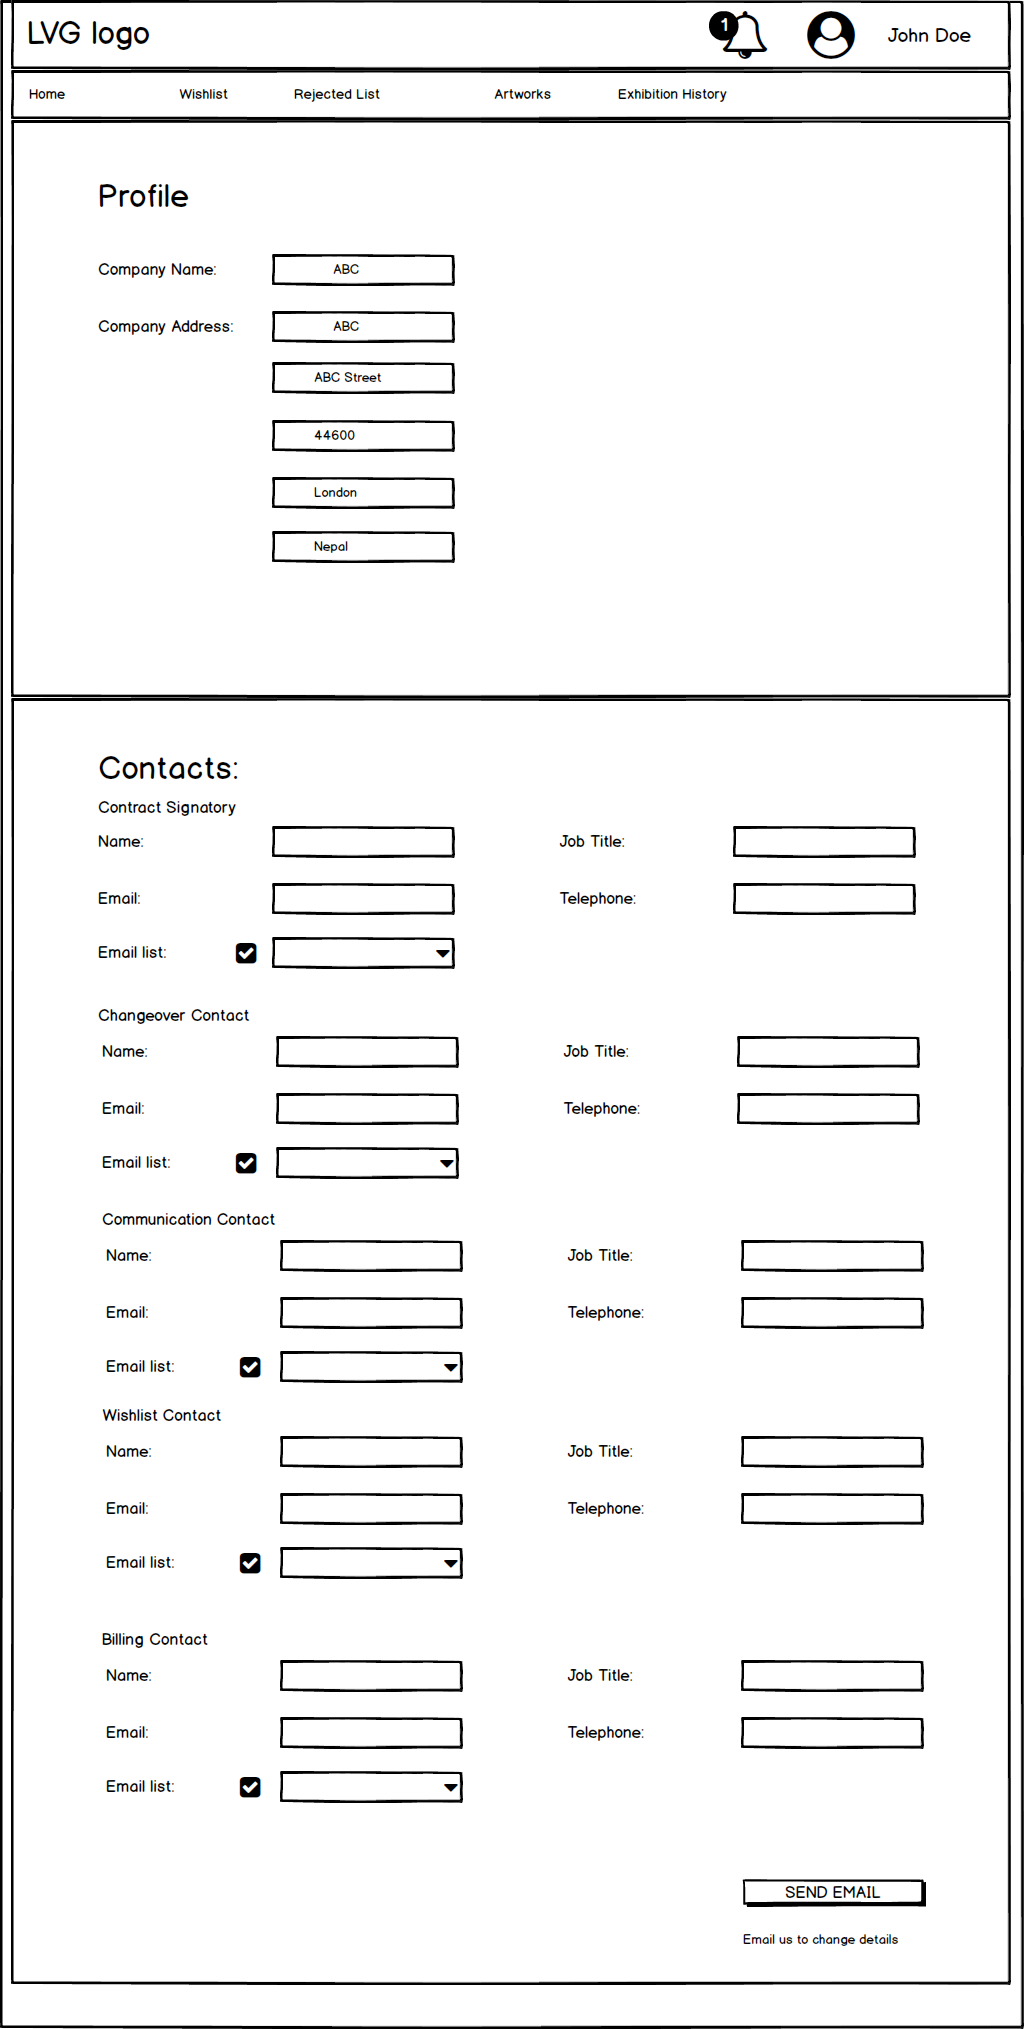 LVG logo
1
John Doe
Home Wishlist Rejected List Artworks Exhibition History
Profile
Company Name: ABC
Company Address: ABC
ABC Street
44600
London
Nepal
Contacts:
Contract Signatory
Name: Job Title:
Email: Telephone:
Email list:
Changeover Contact
Name: Job Title:
Email: Telephone:
Email list:
Communication Contact
Name: Job Title:
Email: Telephone:
Email list:
Wishlist Contact
Name: Job Title:
Email: Telephone:
Email list:
Billing Contact
Name: Job Title:
Email: Telephone:
Email list:
SEND EMAIL
Email us to change details